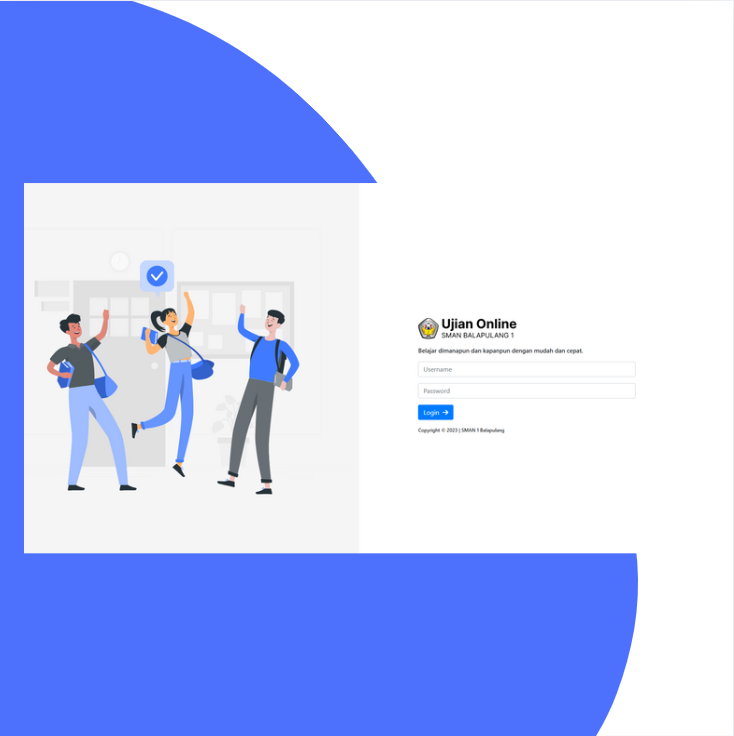 Ujian Online
SMAN BALAPULANG 1
Belajar dimanapun dan kapanpun dengan mudah dan cepat.
Username
Password
Login →
Copyright © 2023 | SMAN 1 Balapulang